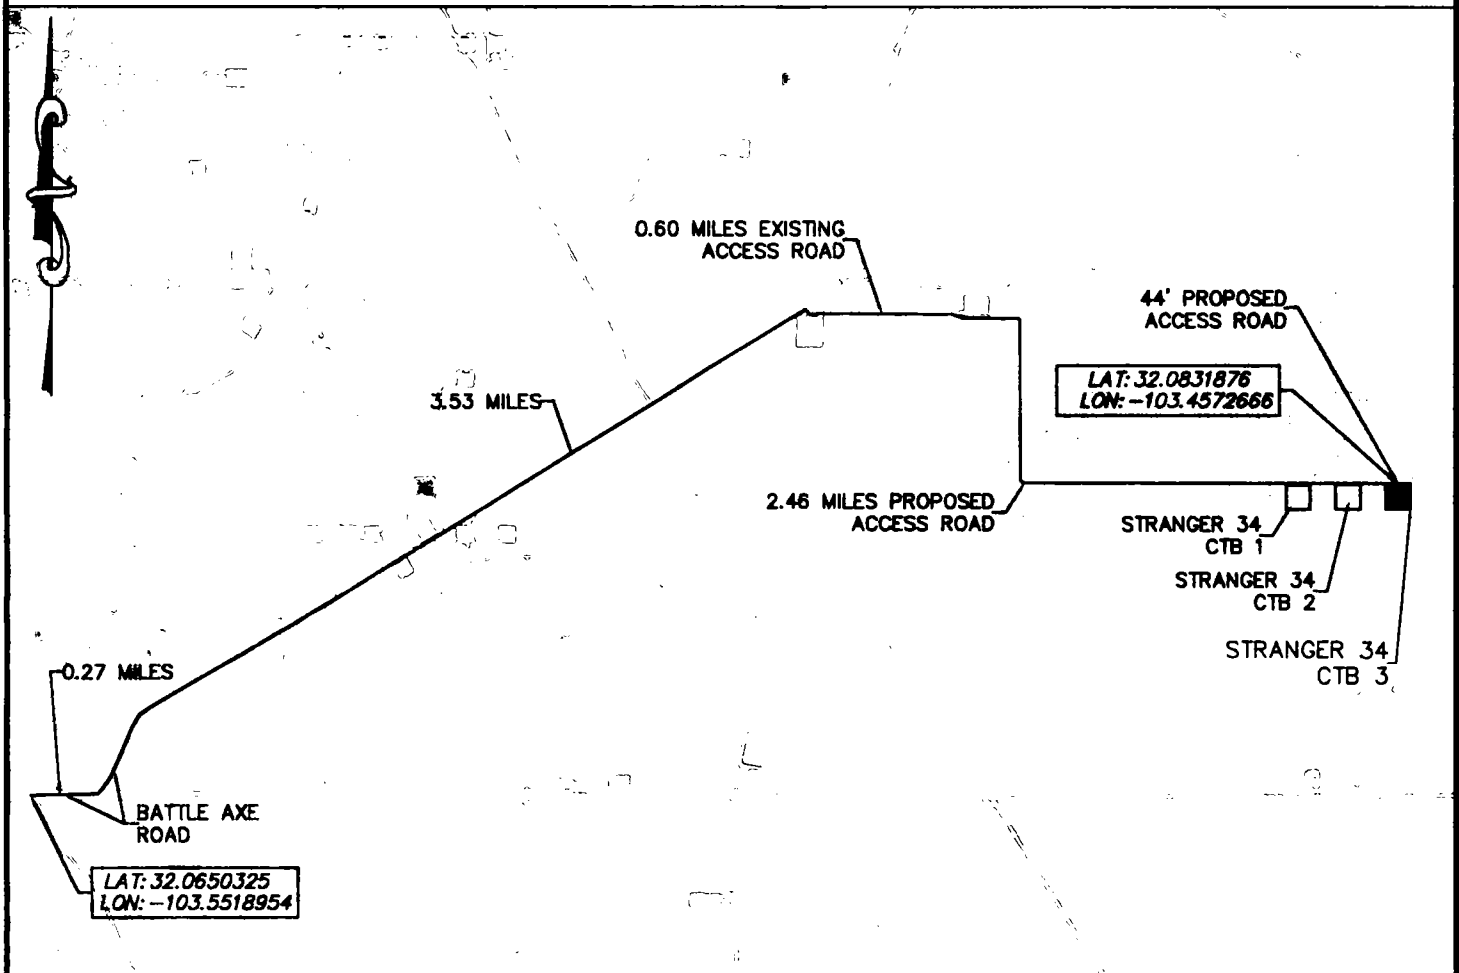 0.60 MILES EXISTING
ACCESS ROAD
44' PROPOSED
ACCESS ROAD
LAT: 32.0831876
LON: -103.4572666
3.53 MILES
2.46 MILES PROPOSED
ACCESS ROAD
STRANGER 34
CTB 1
STRANGER 34
CTB 2
STRANGER 34
CTB 3
0.27 MILES
BATTLE AXE
ROAD
LAT: 32.0650325
LON: -103.5518954